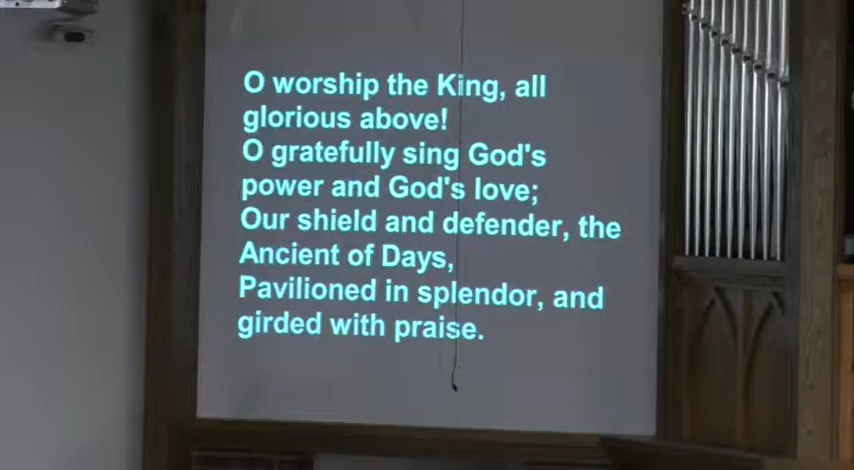 O worship the King, all
glorious above!
O gratefully sing God's
power and God's love;
Our shield and defender, the
Ancient of Days,
Pavilioned in splendor, and
girded with praise.